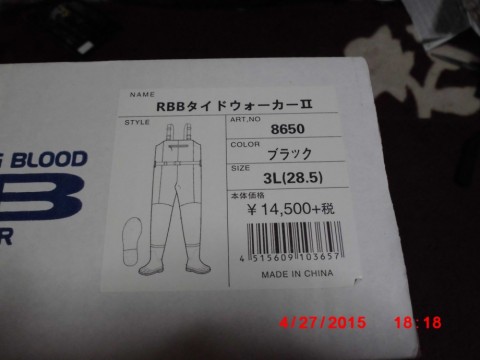 NAME
RBBタイドウォーカーII
STYLE
ART,NO
8650
COLOR
ブラック
SIZE
3L(28.5)
本体価格
¥14,500+税
4 515609 103657
MADE IN CHINA
BLOOD
B
R
4/27/2015 18:18